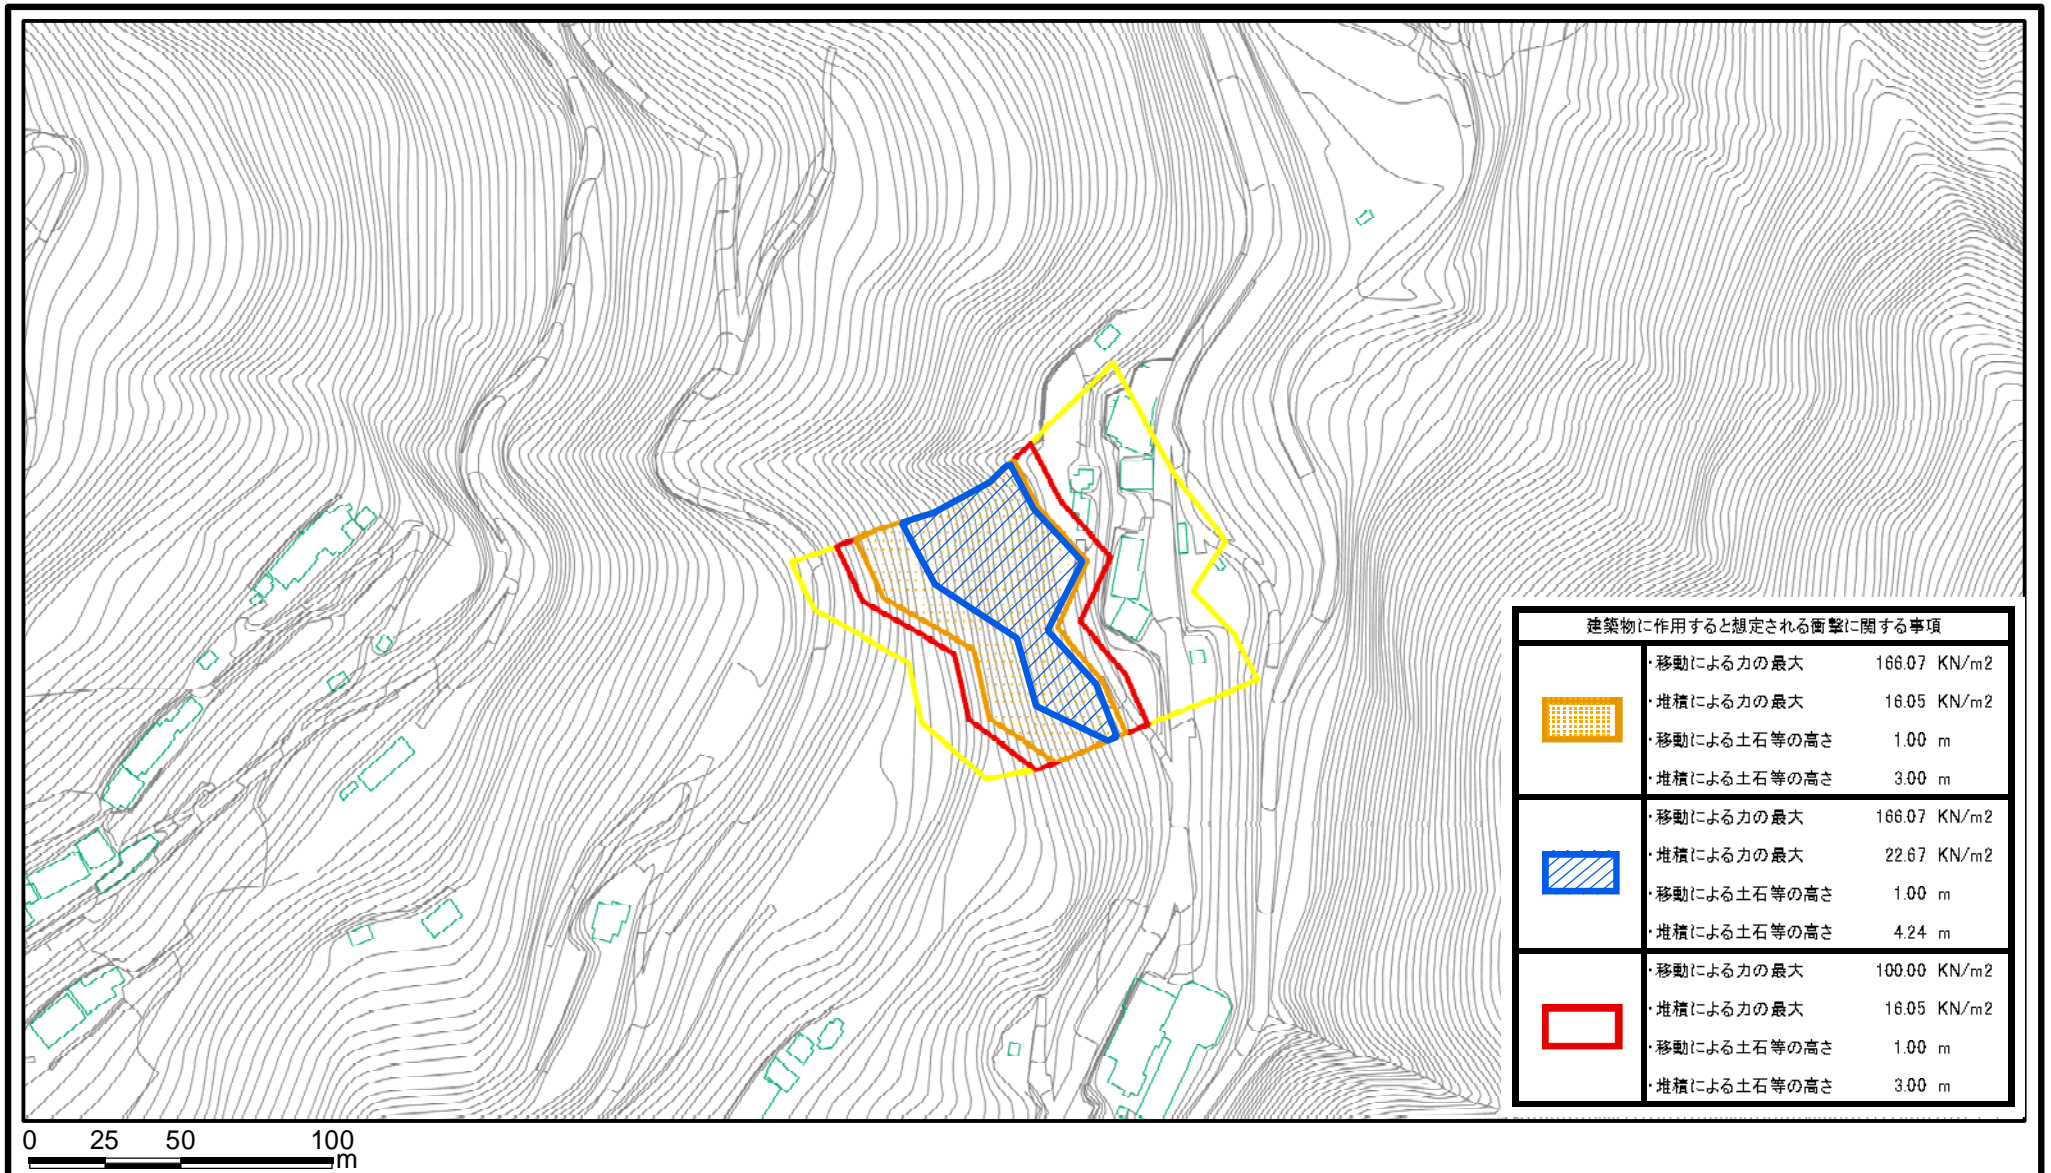 建築物に作用すると想定される衝撃に関する事項
・移動による力の最大 166.07 KN/m2
・堆積による力の最大 16.05 KN/m2
・移動による土石等の高さ 1.00 m
・堆積による土石等の高さ 3.00 m
・移動による力の最大 166.07 KN/m2
・堆積による力の最大 22.67 KN/m2
・移動による土石等の高さ 1.00 m
・堆積による土石等の高さ 4.24 m
・移動による力の最大 100.00 KN/m2
・堆積による力の最大 16.05 KN/m2
・移動による土石等の高さ 1.00 m
・堆積による土石等の高さ 3.00 m
0 25 50 100
m